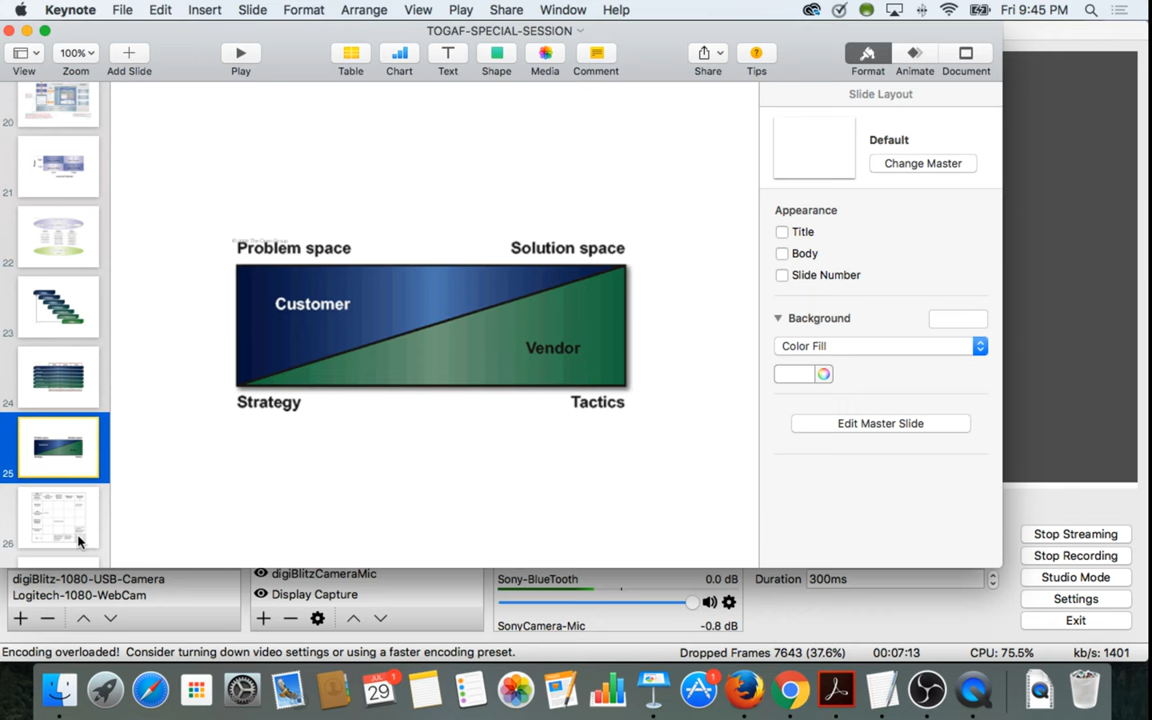 Keynote File Edit Insert Slide Format Arrange View Play Share Window Help Fri 9:45 PM
TOGAF-SPECIAL-SESSION
100%
View Zoom Add Slide Play Table Chart Text Shape Media Comment Share Tips Format Animate Document
Slide Layout
Default
Change Master
Appearance
Title
Body
Slide Number
Background
Color Fill
Edit Master Slide
20
21
22
23
24
25
26
Problem space Solution space
Customer
Vendor
Strategy Tactics
digiBlitz-1080-USB-Camera
Logitech-1080-WebCam
digiBlitzCameraMic
Display Capture
Sony-BlueTooth 0.0 dB
SonyCamera-Mic -0.8 dB
Duration 300ms
Stop Streaming
Stop Recording
Studio Mode
Settings
Exit
Encoding overloaded! Consider turning down video settings or using a faster encoding preset. Dropped Frames 7643 (37.6%) 00:07:13 CPU: 75.5% kb/s: 1401
29
1
1